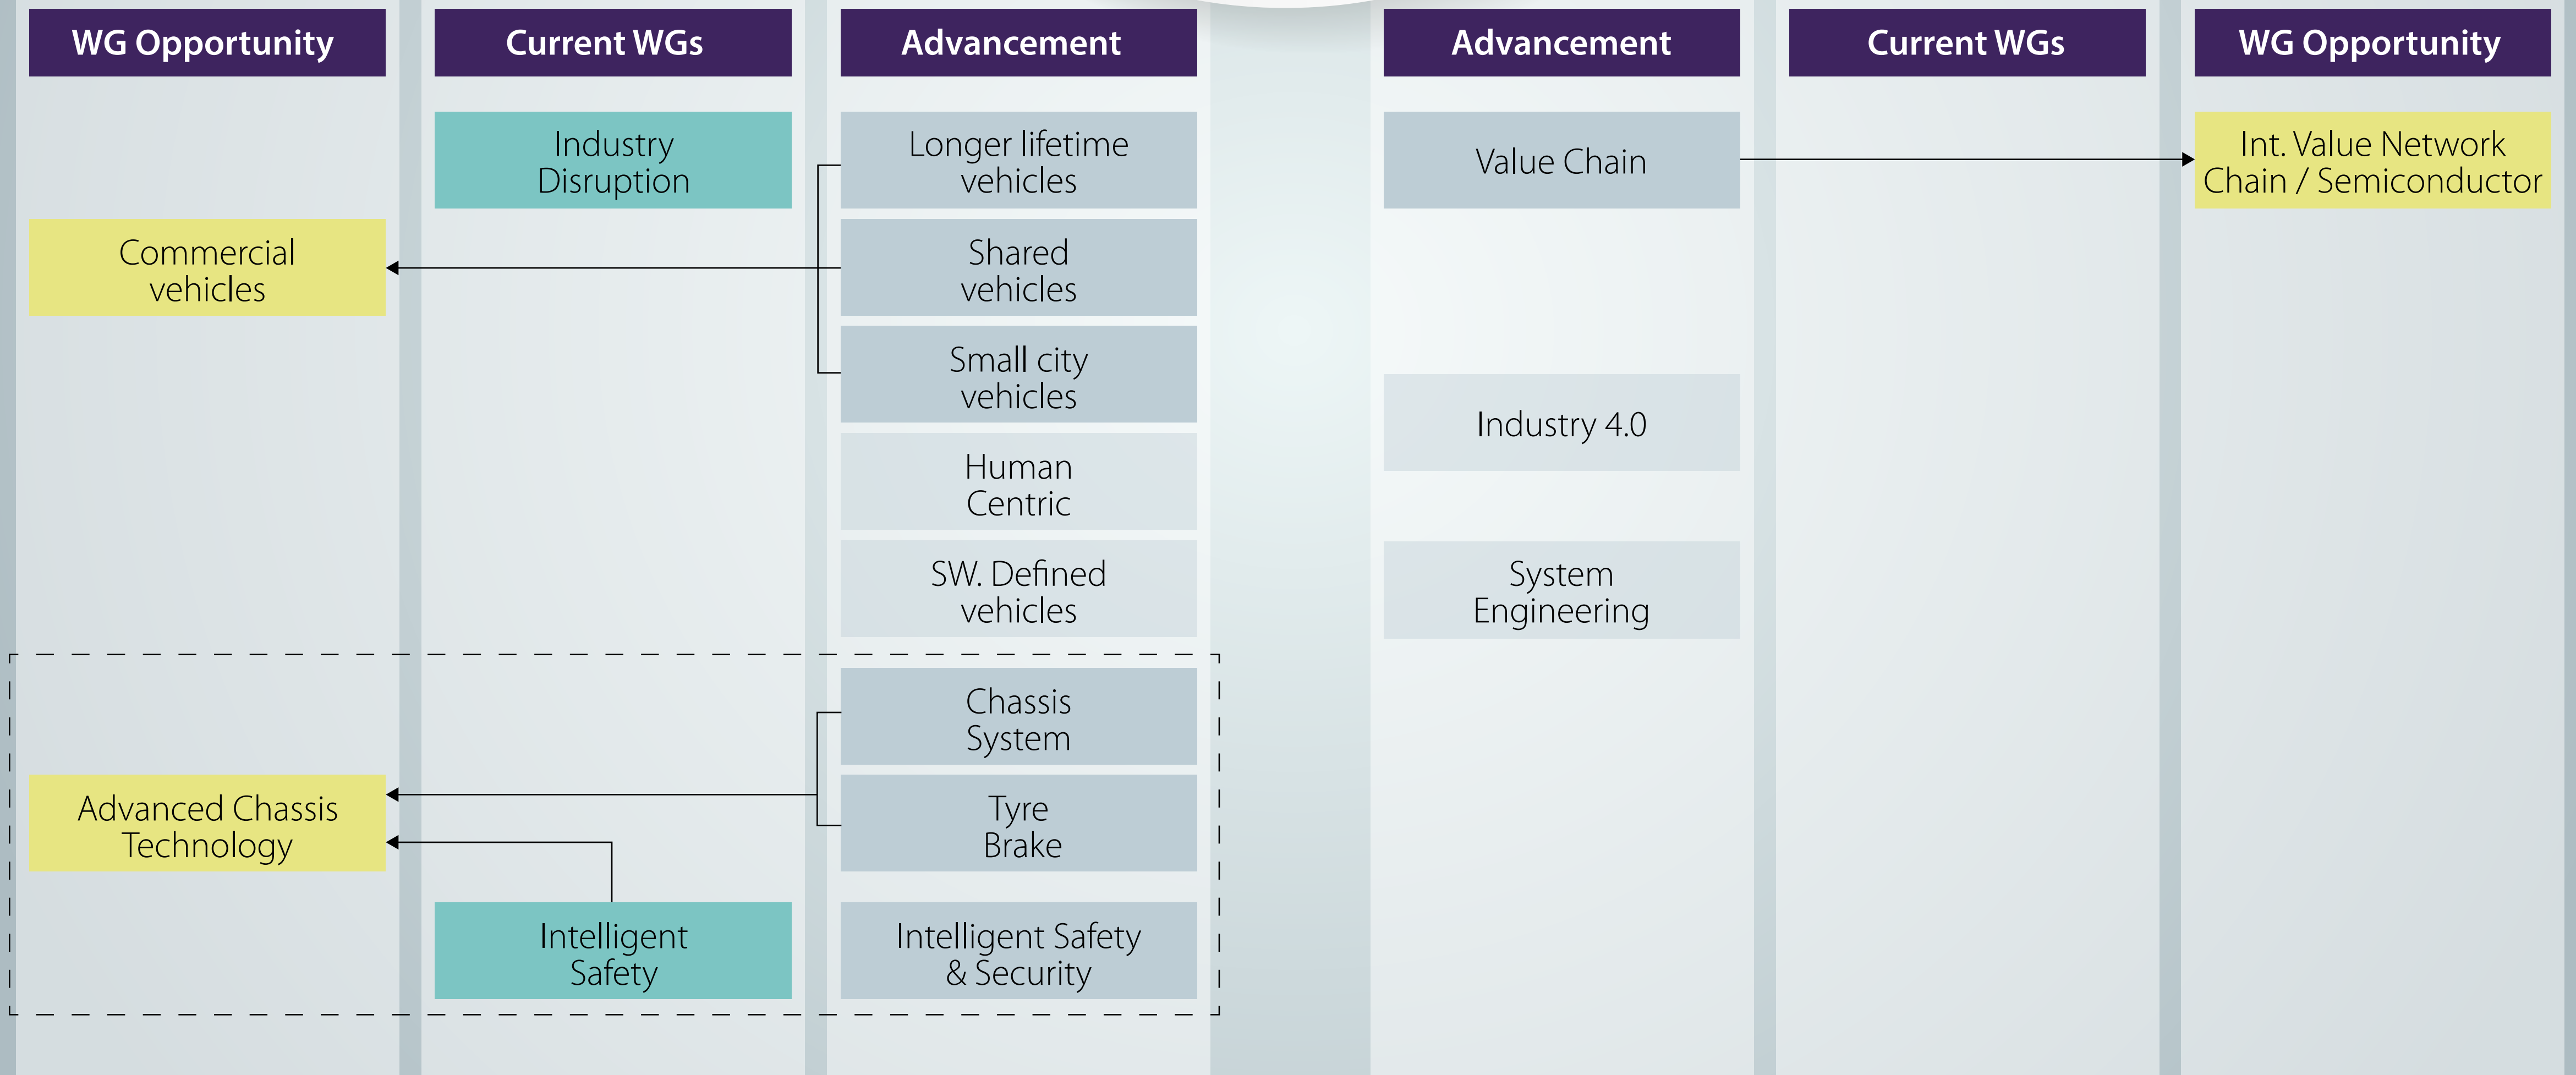 WG Opportunity
Current WGs
Advancement
Advancement
Current WGs
WG Opportunity
Industry
Disruption
Longer lifetime
vehicles
Value Chain
Int. Value Network
Chain / Semiconductor
Commercial
vehicles
Shared
vehicles
Small city
vehicles
Industry 4.0
Human
Centric
SW. Defined
vehicles
System
Engineering
Chassis
System
Advanced Chassis
Technology
Tyre
Brake
Intelligent
Safety
Intelligent Safety
& Security